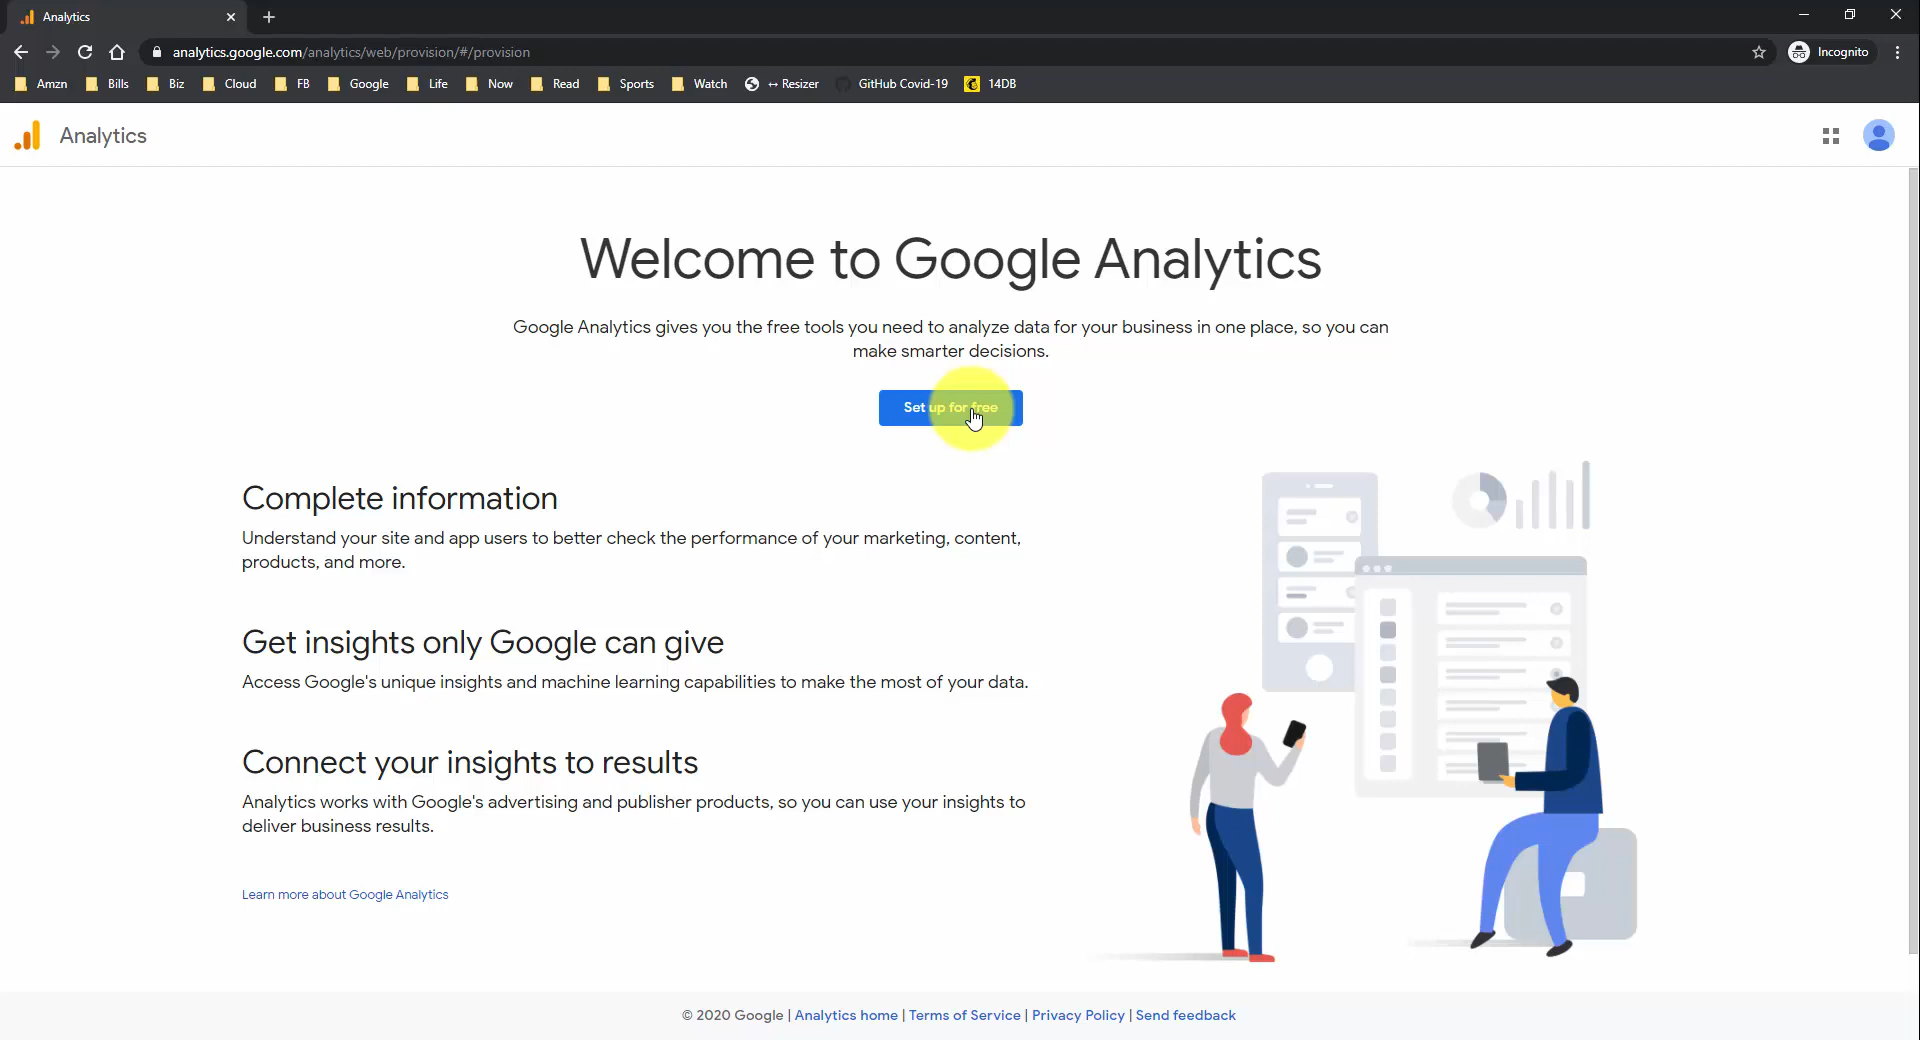 Analytics
analytics.google.com/analytics/web/provision/#/provision
Incognito
Amzn
Bills
Biz
Cloud
FB
Google
Life
Now
Read
Sports
Watch
↔ Resizer
GitHub Covid-19
14DB
Analytics
Welcome to Google Analytics
Google Analytics gives you the free tools you need to analyze data for your business in one place, so you can
make smarter decisions.
Set up for free
Complete information
Understand your site and app users to better check the performance of your marketing, content,
products, and more.
Get insights only Google can give
Access Google's unique insights and machine learning capabilities to make the most of your data.
Connect your insights to results
Analytics works with Google's advertising and publisher products, so you can use your insights to
deliver business results.
Learn more about Google Analytics
© 2020 Google | Analytics home | Terms of Service | Privacy Policy | Send feedback